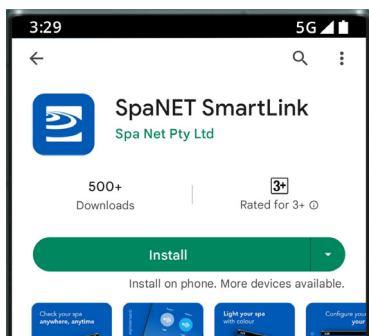 3:29 5G
SpaNET SmartLink
Spa Net Pty Ltd
500+
Downloads
3+
Rated for 3+
Install
Install on phone. More devices available.
Check your spa
anywhere, anytime
Light your spa
with colour
Configure your
your